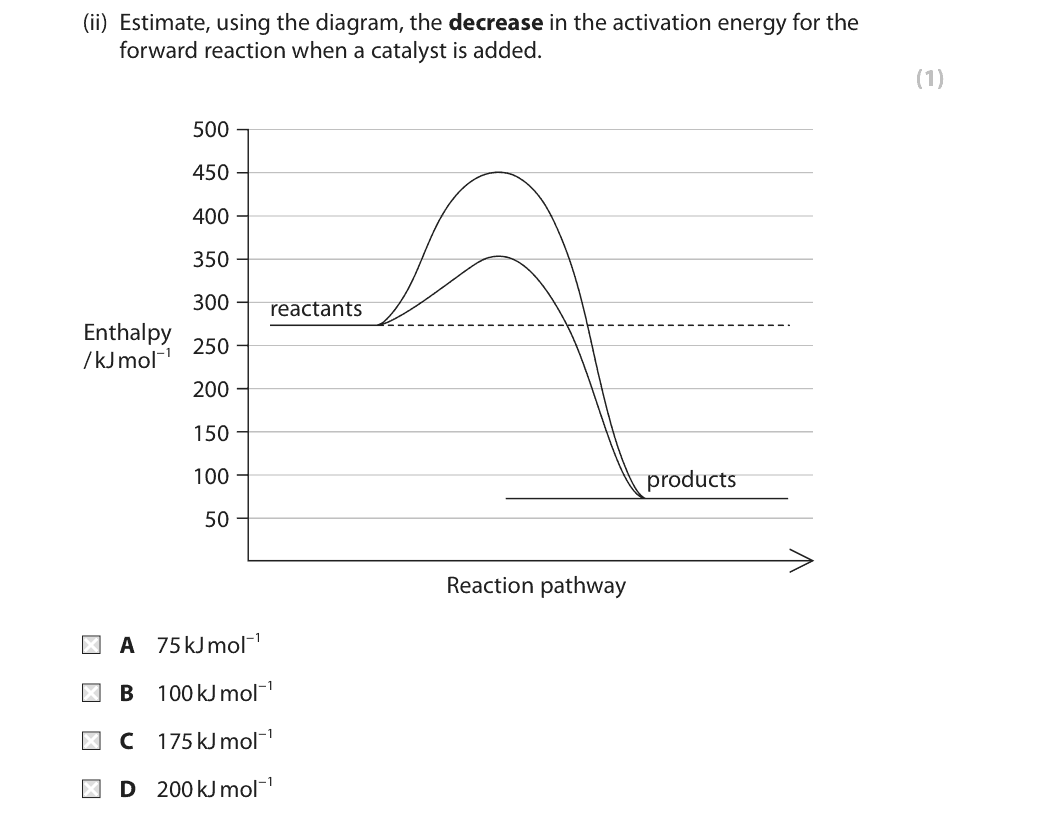 (ii) Estimate, using the diagram, the decrease in the activation energy for the
forward reaction when a catalyst is added.
(1)
500
450
400
350
300
reactants
Enthalpy
/kJ mol⁻¹
250
200
150
100
products
50
Reaction pathway
A 75 kJ mol⁻¹
B 100 kJ mol⁻¹
C 175 kJ mol⁻¹
D 200 kJ mol⁻¹